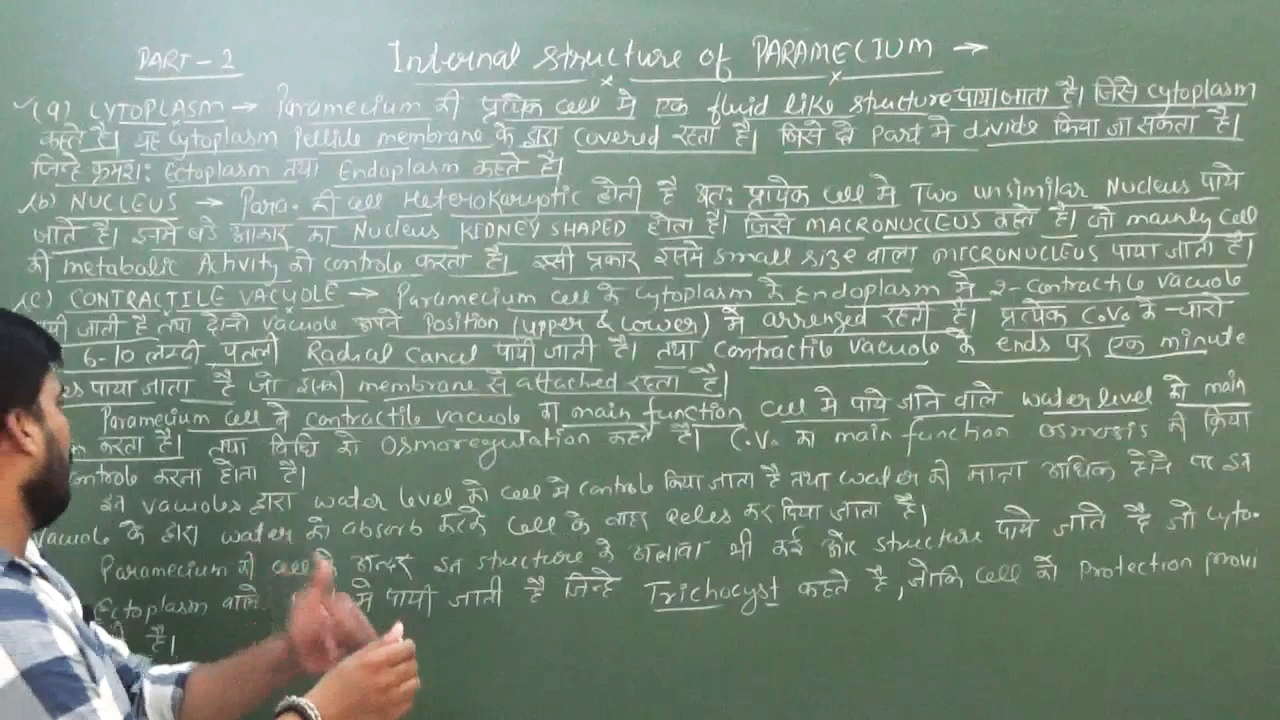 PART - 2
Internal structure of PARAMECIUM →
(a) CYTOPLASM → Paramecium की प्रत्येक cell मे एक fluid like structure पाया जाता है। जिसे cytoplasm
कहते है। यह cytoplasm Pellile membrane के द्वारा covered रहता है। जिसे दो Part मे divide किया जा सकता है।
जिन्हे क्रमश: Ectoplasm तथा Endoplasm कहते है।
(b) NUCLEUS → Para. की cell Heterokaryptic होती है अत: प्रत्येक cell मे Two unsimilar Nucleus पाये
जाते है। इनमे बडे आकार का Nucleus KIDNEY SHAPED होता है। जिसे MACRONUCLEUS कहते है। जो mainly cell
की metabolic Activity को controle करता है। इसी प्रकार इसमे small size वाला MICRONUCLEUS पाया जाता है।
(c) CONTRACTILE VACUOLE → Paramecium cell के cytoplasm के Endoplasm मे 2-contractile vacuole
जाती है तथा दोनो vacuole अपने Position (upper & lower) मे arrenged रहती है। प्रत्येक C.V. के चारो
6-10 लम्बी पतली Radial Cancel पायी जाती है। तथा contractile vacuole के ends पर एक minute
पाया जाता है जो इसकी membrane से attached रहता है।
Paramecium cell मे contractile vacuole का main function cell मे पाये जाने वाले water level को main
करता है। तथा विधि को osmoregulation कहते है। C.V. का main function osmosis की क्रिया
controle करना होता है।
इन vacuoles द्वारा water level को cell मे controle किया जाता है तथा water की मात्रा अधिक होने पर इन
vacuole के द्वारा water को absorb करके cell के बाहर Reles कर दिया जाता है।
Paramecium की cell के अन्दर इन structure के अलावा भी कई और structure पाये जाते है जो cyto.
Ectoplasm वाले मे पायी जाती है जिन्हे Trichocyst कहते है, जोकि cell को Protection provi
है।